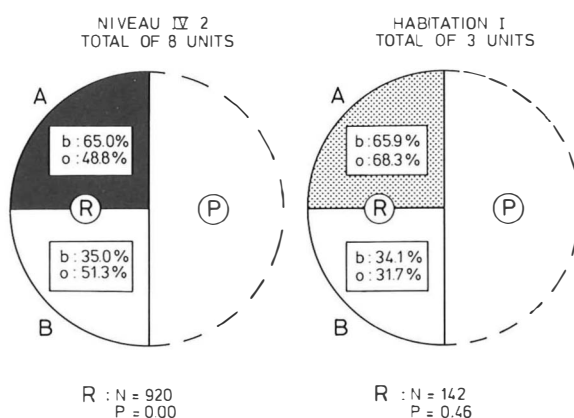 NIVEAU IV 2
TOTAL OF 8 UNITS
A
b : 65.0%
o : 48.8%
R
P
b : 35.0%
o : 51.3%
B
R : N = 920
P = 0.00
HABITATION I
TOTAL OF 3 UNITS
A
b : 65.9%
o : 68.3%
R
P
b : 34.1%
o : 31.7%
B
R : N = 142
P = 0.46